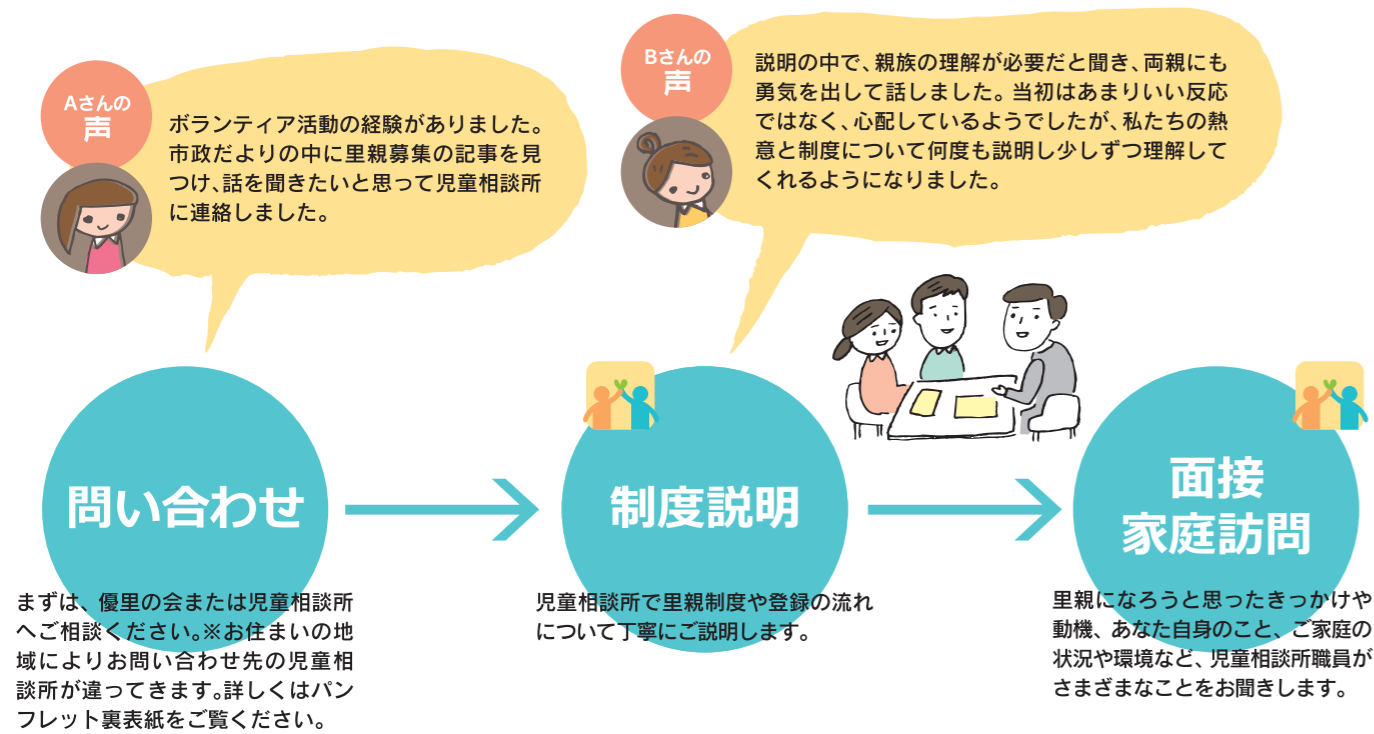 Aさんの
声
ボランティア活動の経験がありました。
市政だよりの中に里親募集の記事を見
つけ、話を聞きたいと思って児童相談所
に連絡しました。
Bさんの
声
説明の中で、親族の理解が必要だと聞き、両親にも
勇気を出して話しました。当初はあまりいい反応
ではなく、心配しているようでしたが、私たちの熱
意と制度について何度も説明し少しずつ理解して
くれるようになりました。
問い合わせ
まずは、優里の会または児童相談所
へご相談ください。※お住まいの地
域によりお問い合わせ先の児童相
談所が違ってきます。詳しくはパン
フレット裏表紙をご覧ください。
制度説明
児童相談所で里親制度や登録の流れ
について丁寧にご説明します。
面接
家庭訪問
里親になろうと思ったきっかけや
動機、あなた自身のこと、ご家庭の
状況や環境など、児童相談所職員が
さまざまなことをお聞きします。